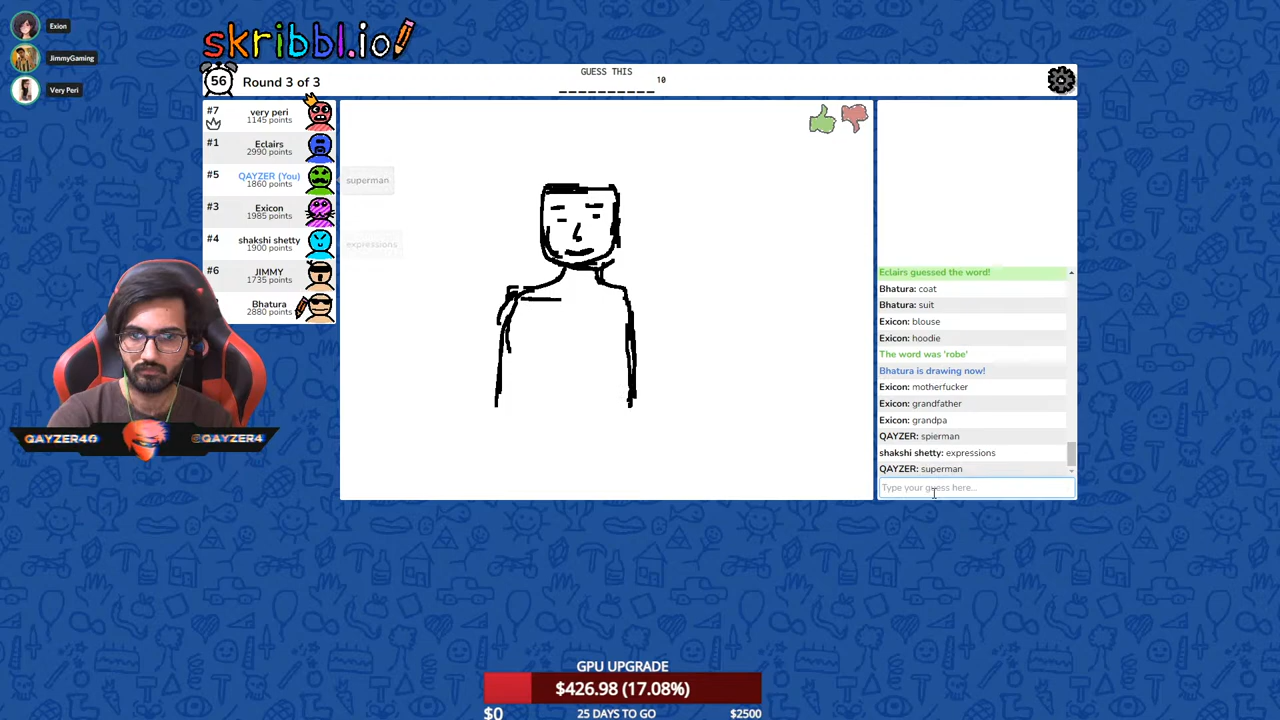 Exion
JimmyGaming
Very Peri
skribbl.io
56
Round 3 of 3
GUESS THIS
__________ 10
#7
very peri
1145 points
#1
Eclairs
2990 points
#5
QAYZER (You)
1860 points
superman
#3
Exicon
1985 points
#4
shakshi shetty
1900 points
expressions
#6
JIMMY
1735 points
Bhatura
2880 points
Eclairs guessed the word!
Bhatura: coat
Bhatura: suit
Exicon: blouse
Exicon: hoodie
The word was 'robe'
Bhatura is drawing now!
Exicon: motherfucker
Exicon: grandfather
Exicon: grandpa
QAYZER: spierman
shakshi shetty: expressions
QAYZER: superman
Type your guess here...
QAYZER40
@QAYZER4
GPU UPGRADE
$426.98 (17.08%)
$0
25 DAYS TO GO
$2500